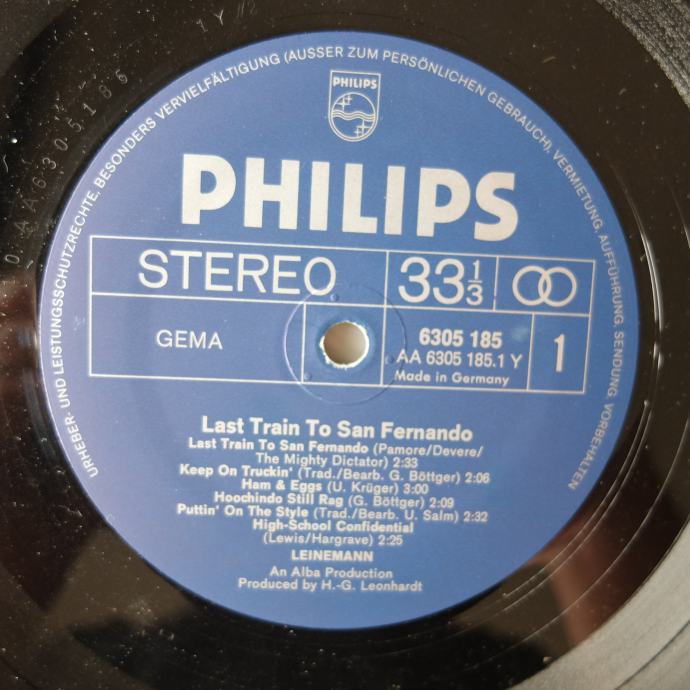 1 Y
AA6305186
URHEBER- UND LEISTUNGSSCHUTZRECHTE, BESONDERS VERVIELFÄLTIGUNG (AUSSER ZUM PERSÖNLICHEN GEBRAUCH), VERMIETUNG, AUFFÜHRUNG, SENDUNG VORBEHALTEN
PHILIPS
PHILIPS
STEREO
33 1/3
GEMA
6305 185
AA 6305 185.1 Y
Made in Germany
1
Last Train To San Fernando
Last Train To San Fernando (Pamore/Devere/
The Mighty Dictator) 2:33
Keep On Truckin' (Trad./Bearb. G. Böttger) 2:06
Ham & Eggs (U. Krüger) 3:00
Hoochindo Still Rag (G. Böttger) 2:09
Puttin' On The Style (Trad./Bearb. U. Salm) 2:32
High-School Confidential
(Lewis/Hargrave) 2:25
LEINEMANN
An Alba Production
Produced by H.-G. Leonhardt